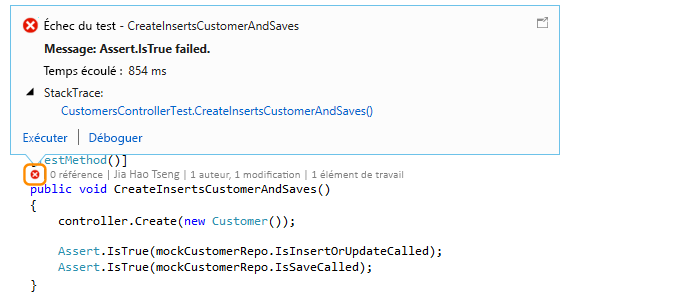 Échec du test - CreateInsertsCustomerAndSaves
Message: Assert.IsTrue failed.
Temps écoulé : 854 ms
StackTrace:
CustomersControllerTest.CreateInsertsCustomerAndSaves()
Exécuter | Déboguer
estMethod()]
0 référence | Jia Hao Tseng | 1 auteur, 1 modification | 1 élément de travail
public void CreateInsertsCustomerAndSaves()
{
controller.Create(new Customer());
Assert.IsTrue(mockCustomerRepo.IsInsertOrUpdateCalled);
Assert.IsTrue(mockCustomerRepo.IsSaveCalled);
}